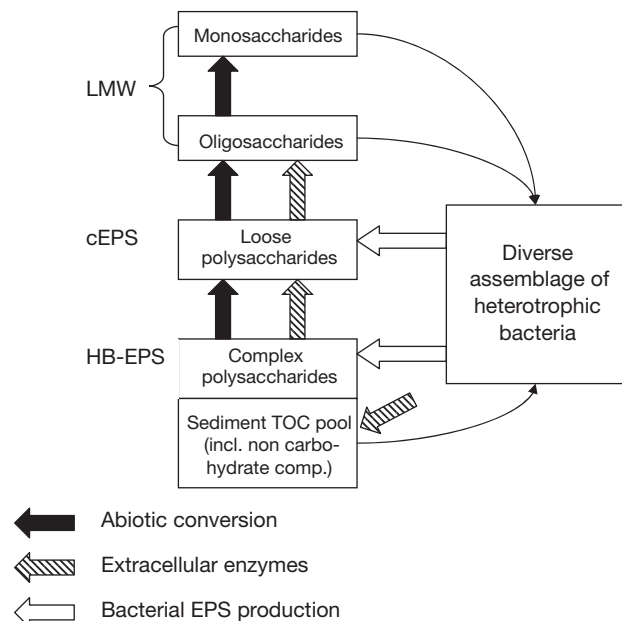 Monosaccharides
LMW
Oligosaccharides
cEPS
Loose
polysaccharides
Diverse
assemblage of
heterotrophic
bacteria
HB-EPS
Complex
polysaccharides
Sediment TOC pool
(incl. non carbo-
hydrate comp.)
Abiotic conversion
Extracellular enzymes
Bacterial EPS production